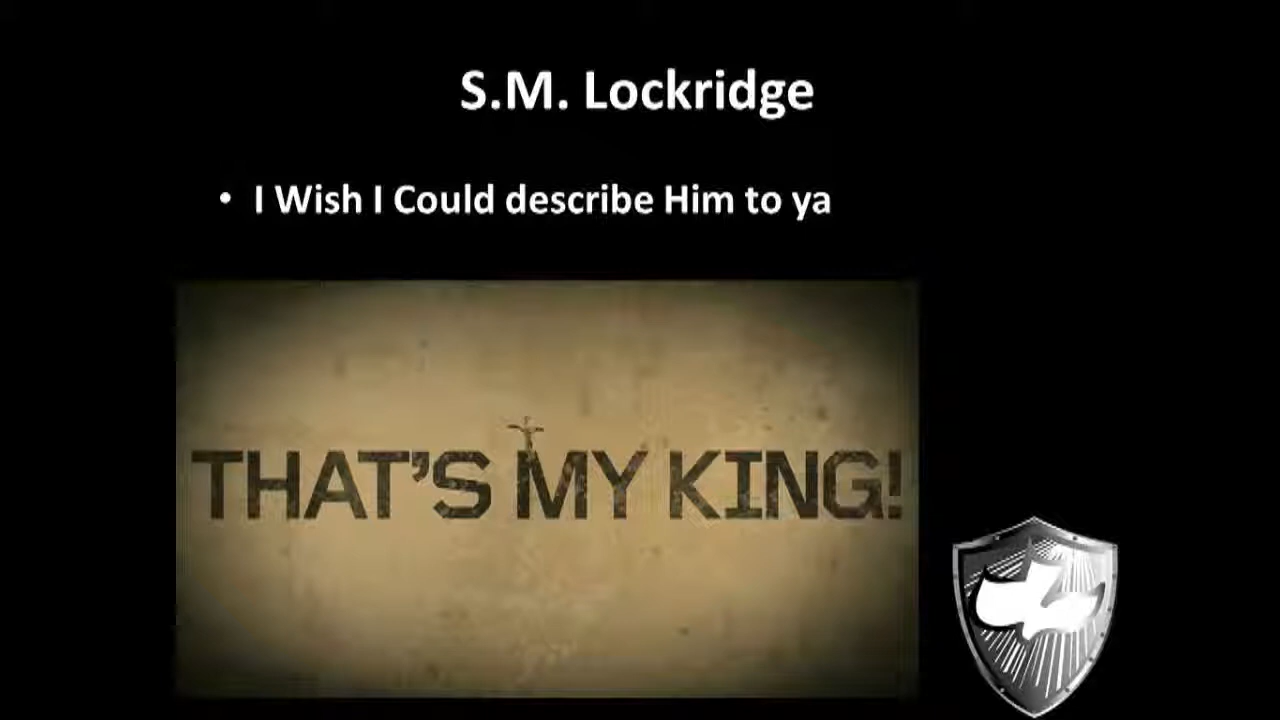 S.M. Lockridge
• I Wish I Could describe Him to ya
THAT'S MY KING!